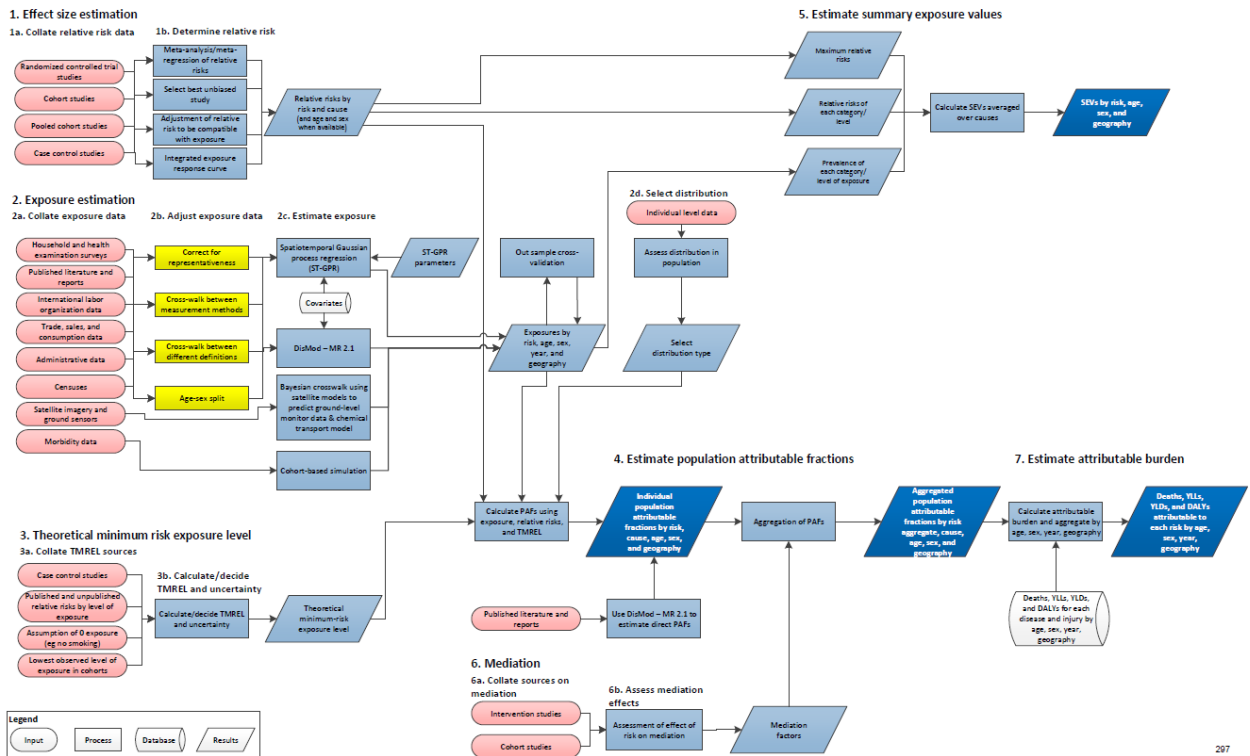 1. Effect size estimation
1a. Collate relative risk data
Randomized controlled trial
studies
Cohort studies
Pooled cohort studies
Case control studies
1b. Determine relative risk
Meta-analysis/meta-
regression of relative
risks
Select best unbiased
study
Adjustment of relative
risk to be compatible
with exposure
Integrated exposure
response curve
Relative risks by
risk and cause
(and age and sex
when available)
5. Estimate summary exposure values
Maximum relative
risks
Relative risks of
each category/
level
Prevalence of
each category/
level of exposure
Calculate SEVs averaged
over causes
SEVs by risk, age,
sex, and
geography
2. Exposure estimation
2a. Collate exposure data
Household and health
examination surveys
Published literature and
reports
International labor
organization data
Trade, sales, and
consumption data
Administrative data
Censuses
Satellite imagery and
ground sensors
Morbidity data
2b. Adjust exposure data
Correct for
representativeness
Cross-walk between
measurement methods
Cross-walk between
different definitions
Age-sex split
2c. Estimate exposure
Spatiotemporal Gaussian
process regression
(ST-GPR)
ST-GPR
parameters
Covariates
DisMod – MR 2.1
Bayesian crosswalk using
satellite models to
predict ground-level
monitor data & chemical
transport model
Cohort-based simulation
Out sample cross-
validation
Exposures by
risk, age, sex,
year, and
geography
2d. Select distribution
Individual level data
Assess distribution in
population
Select
distribution type
3. Theoretical minimum risk exposure level
3a. Collate TMREL sources
Case control studies
Published and unpublished
relative risks by level of
exposure
Assumption of 0 exposure
(eg no smoking)
Lowest observed level of
exposure in cohorts
3b. Calculate/decide
TMREL and uncertainty
Calculate/decide TMREL
and uncertainty
Theoretical
minimum-risk
exposure level
4. Estimate population attributable fractions
Calculate PAFs using
exposure, relative risks,
and TMREL
Individual
population
attributable
fractions by risk,
cause, age, sex,
and geography
Published literature and
reports
Use DisMod – MR 2.1 to
estimate direct PAFs
Aggregation of PAFs
Aggregated
population
attributable
fractions by risk
aggregate, cause,
age, sex, and
geography
7. Estimate attributable burden
Calculate attributable
burden and aggregate by
age, sex, year, geography
Deaths, YLLs, YLDs,
and DALYs for each
disease and injury by
age, sex, year,
geography
Deaths, YLLs,
YLDs, and DALYs
attributable to
each risk by age,
sex, year,
geography
6. Mediation
6a. Collate sources on
mediation
Intervention studies
Cohort studies
6b. Assess mediation
effects
Assessment of effect of
risk on mediation
Mediation
factors
Legend
Input
Process
Database
Results
297